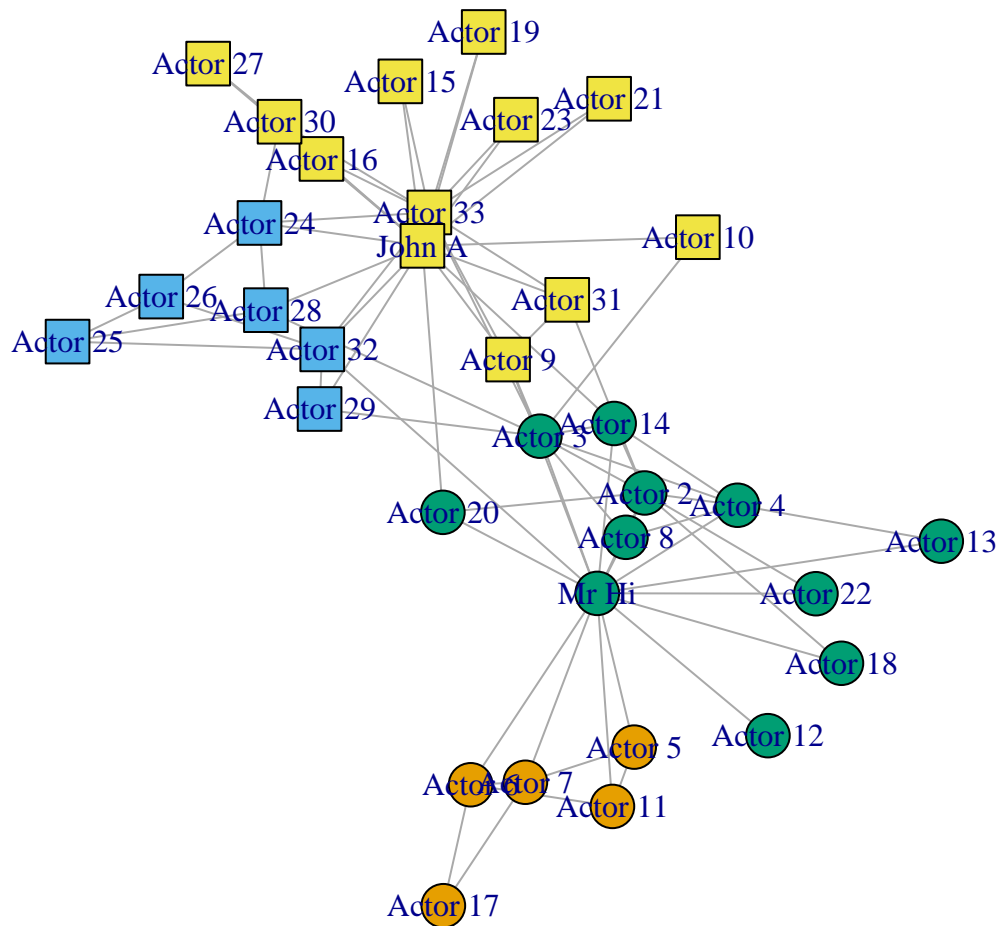 Actor 19
Actor 27
Actor 15
Actor 21
Actor 23
Actor 30
Actor 16
Actor 33
Actor 24
John A
Actor 10
Actor 26
Actor 31
Actor 28
Actor 25
Actor 32
Actor 9
Actor 29
Actor 14
Actor 3
Actor 2
Actor 4
Actor 20
Actor 8
Actor 13
Mr Hi
Actor 22
Actor 18
Actor 12
Actor 5
Actor 6
Actor 7
Actor 11
Actor 17